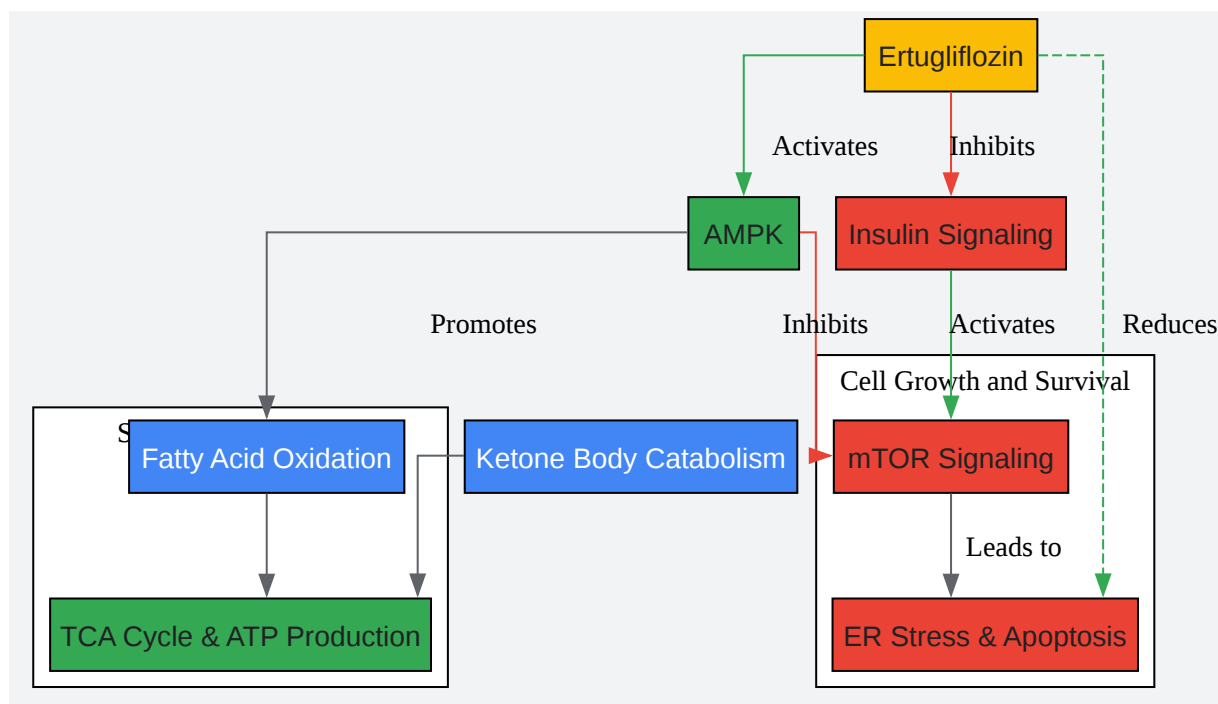 Ertugliflozin
Activates
Inhibits
AMPK
Insulin Signaling
Promotes
Inhibits
Activates
Reduces
Cell Growth and Survival
Fatty Acid Oxidation
Ketone Body Catabolism
mTOR Signaling
Leads to
TCA Cycle & ATP Production
ER Stress & Apoptosis